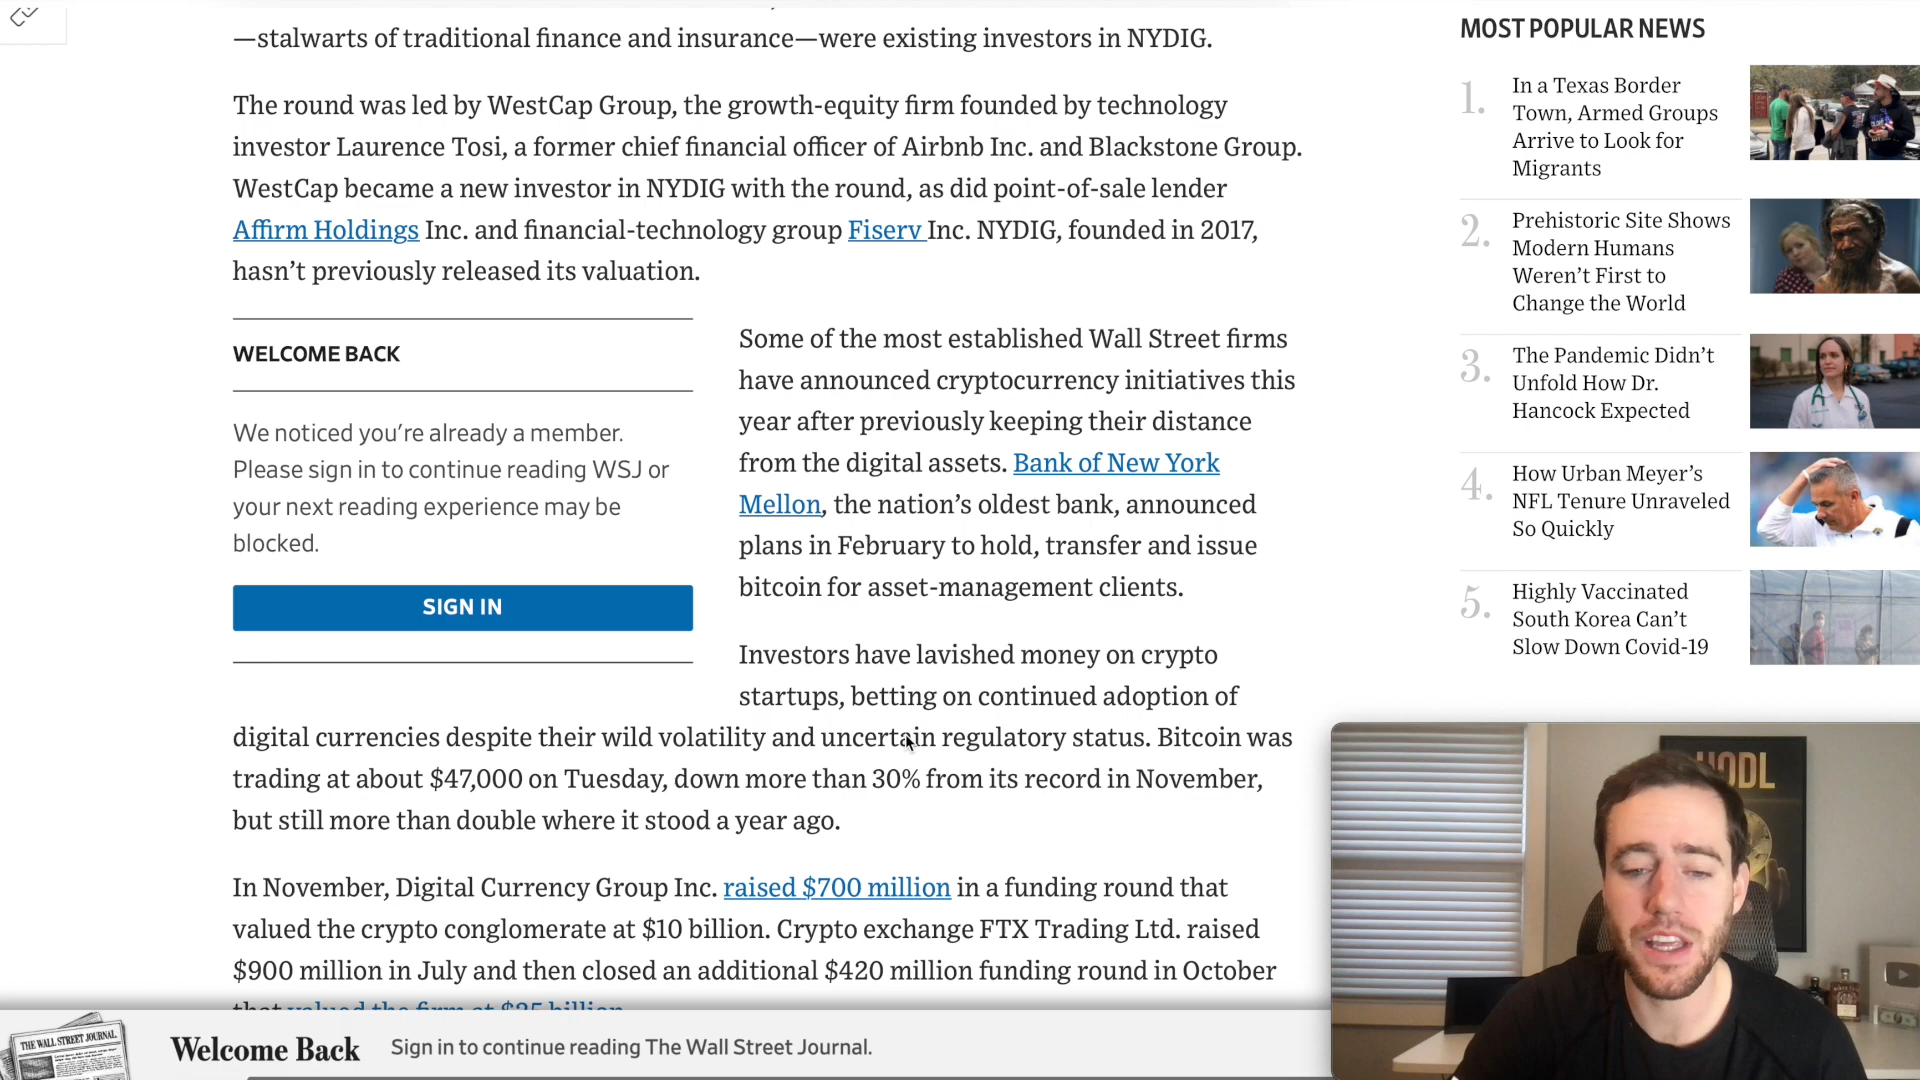 —stalwarts of traditional finance and insurance—were existing investors in NYDIG.
The round was led by WestCap Group, the growth-equity firm founded by technology
investor Laurence Tosi, a former chief financial officer of Airbnb Inc. and Blackstone Group.
WestCap became a new investor in NYDIG with the round, as did point-of-sale lender
Affirm Holdings Inc. and financial-technology group Fiserv Inc. NYDIG, founded in 2017,
hasn’t previously released its valuation.
WELCOME BACK
We noticed you’re already a member.
Please sign in to continue reading WSJ or
your next reading experience may be
blocked.
SIGN IN
Some of the most established Wall Street firms
have announced cryptocurrency initiatives this
year after previously keeping their distance
from the digital assets. Bank of New York
Mellon, the nation’s oldest bank, announced
plans in February to hold, transfer and issue
bitcoin for asset-management clients.
Investors have lavished money on crypto
startups, betting on continued adoption of
digital currencies despite their wild volatility and uncertain regulatory status. Bitcoin was
trading at about $47,000 on Tuesday, down more than 30% from its record in November,
but still more than double where it stood a year ago.
In November, Digital Currency Group Inc. raised $700 million in a funding round that
valued the crypto conglomerate at $10 billion. Crypto exchange FTX Trading Ltd. raised
$900 million in July and then closed an additional $420 million funding round in October
that valued the firm at $25 billion.
MOST POPULAR NEWS
1.
In a Texas Border
Town, Armed Groups
Arrive to Look for
Migrants
2.
Prehistoric Site Shows
Modern Humans
Weren’t First to
Change the World
3.
The Pandemic Didn’t
Unfold How Dr.
Hancock Expected
4.
How Urban Meyer’s
NFL Tenure Unraveled
So Quickly
5.
Highly Vaccinated
South Korea Can’t
Slow Down Covid-19
HODL
THE WALL STREET JOURNAL.
Welcome Back
Sign in to continue reading The Wall Street Journal.